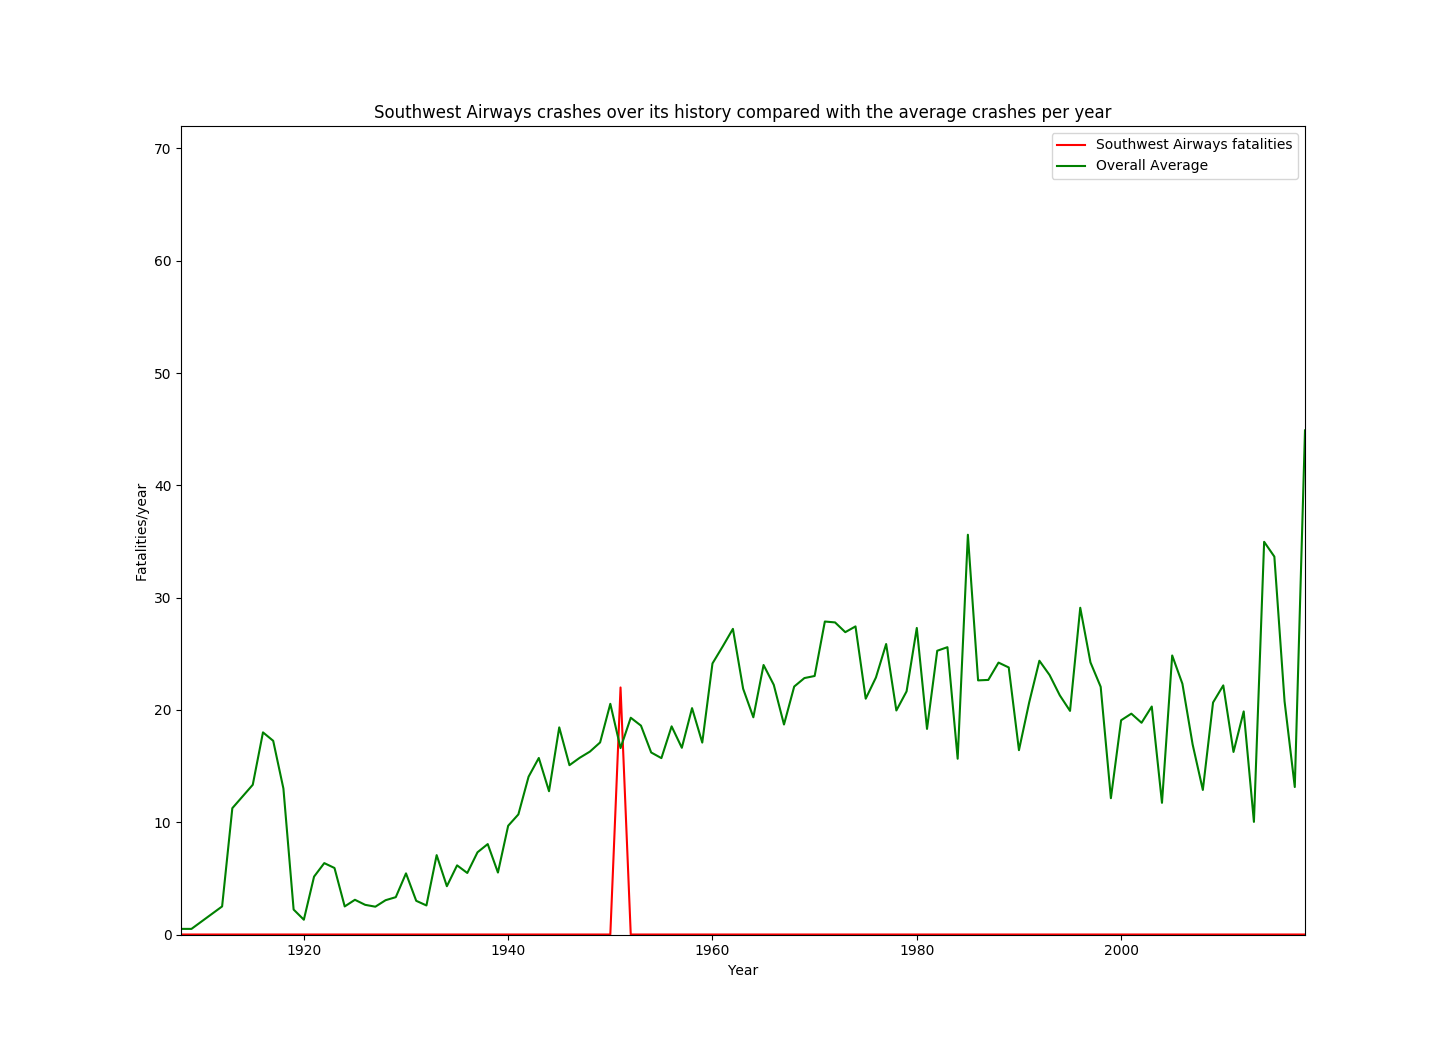 Southwest Airways crashes over its history compared with the average crashes per year
Southwest Airways fatalities
Overall Average
70
60
50
40
30
20
10
0
Fatalities/year
1920 1940 1960 1980 2000
Year